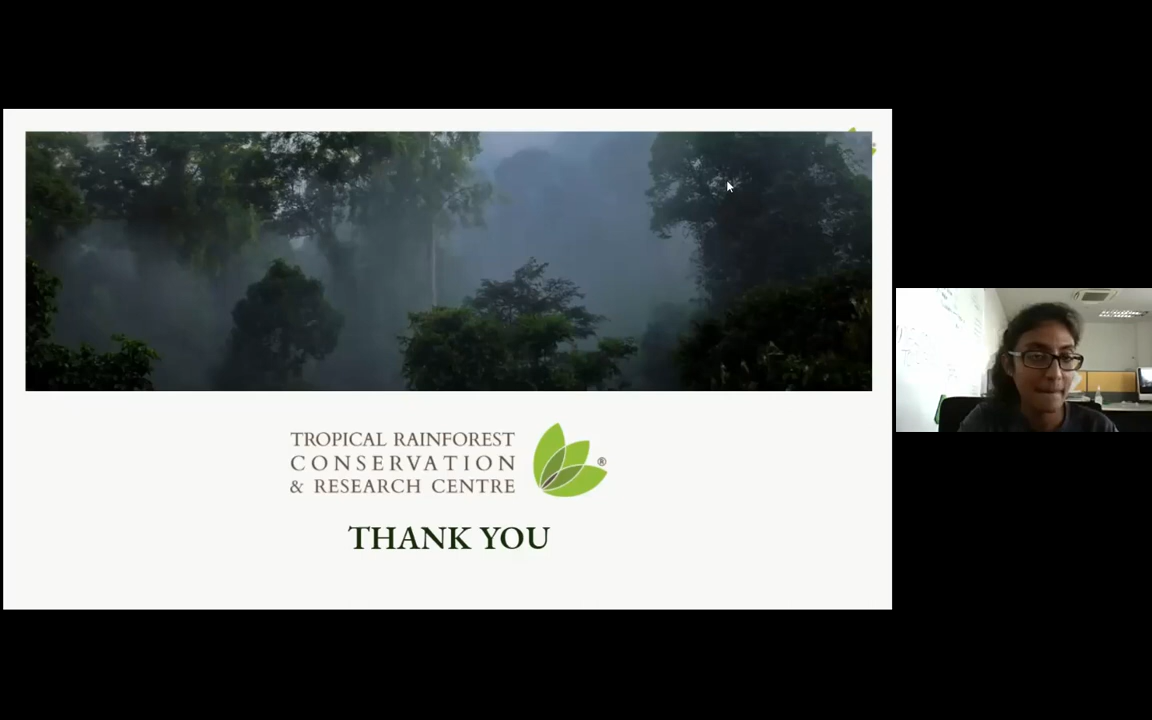 TROPICAL RAINFOREST
CONSERVATION
& RESEARCH CENTRE
®
THANK YOU